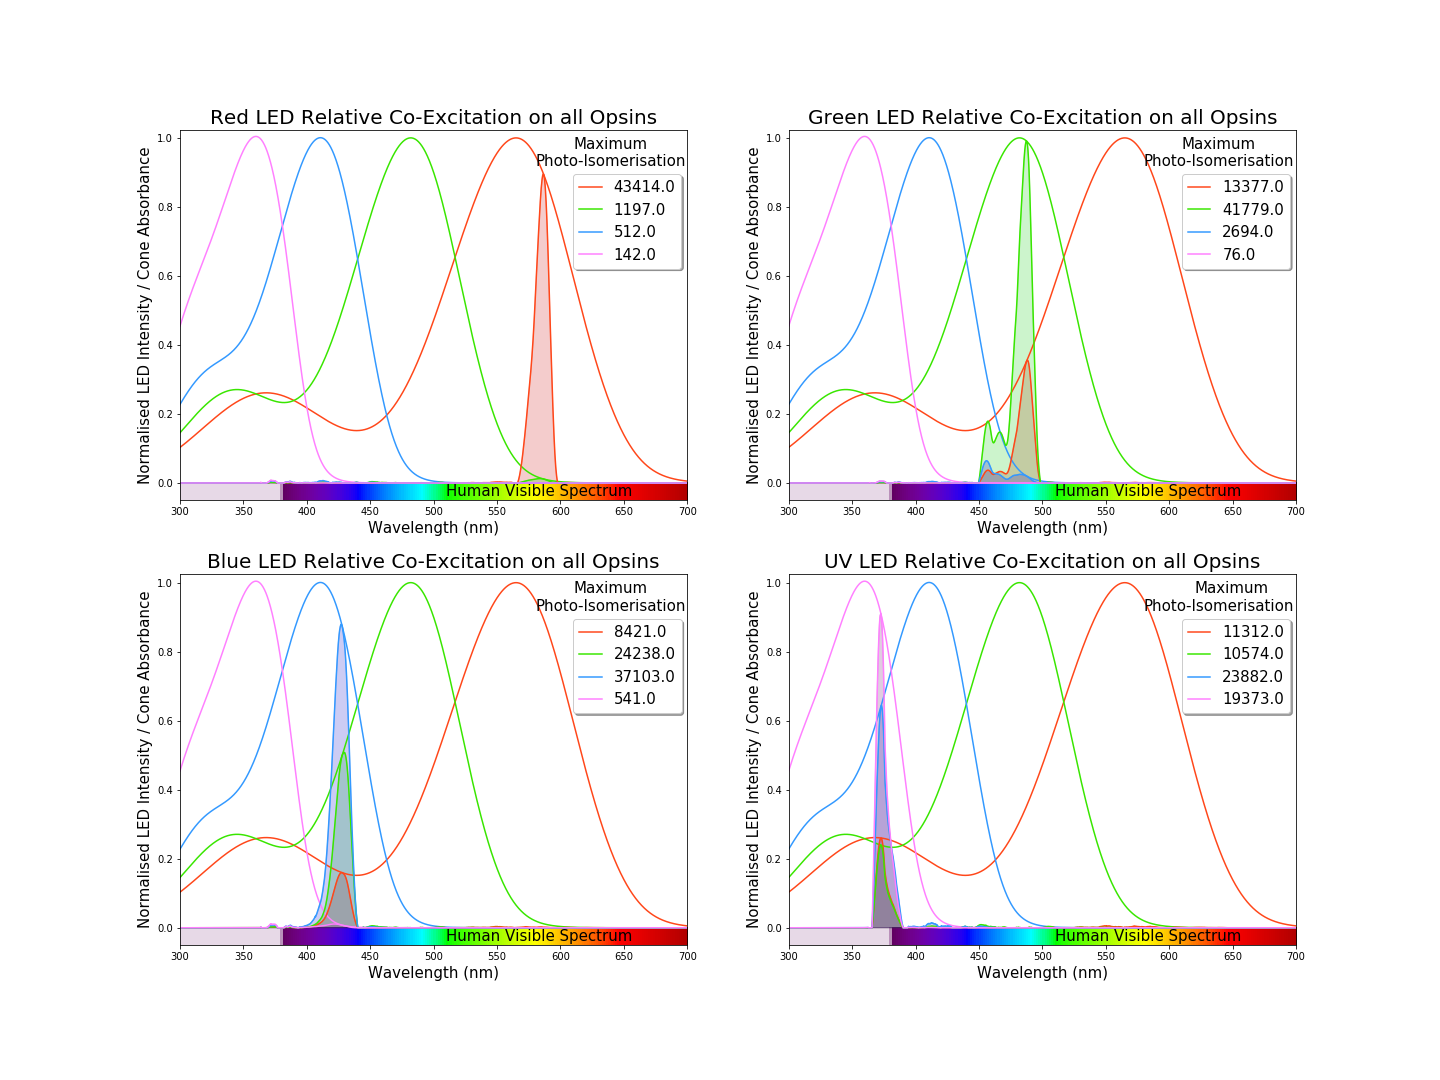 Red LED Relative Co-Excitation on all Opsins
Normalised LED Intensity / Cone Absorbance
1.0
0.8
0.6
0.4
0.2
0.0
Maximum
Photo-Isomerisation
43414.0
1197.0
512.0
142.0
Human Visible Spectrum
300 350 400 450 500 550 600 650 700
Wavelength (nm)
Green LED Relative Co-Excitation on all Opsins
Normalised LED Intensity / Cone Absorbance
1.0
0.8
0.6
0.4
0.2
0.0
Maximum
Photo-Isomerisation
13377.0
41779.0
2694.0
76.0
Human Visible Spectrum
300 350 400 450 500 550 600 650 700
Wavelength (nm)
Blue LED Relative Co-Excitation on all Opsins
Normalised LED Intensity / Cone Absorbance
1.0
0.8
0.6
0.4
0.2
0.0
Maximum
Photo-Isomerisation
8421.0
24238.0
37103.0
541.0
Human Visible Spectrum
300 350 400 450 500 550 600 650 700
Wavelength (nm)
UV LED Relative Co-Excitation on all Opsins
Normalised LED Intensity / Cone Absorbance
1.0
0.8
0.6
0.4
0.2
0.0
Maximum
Photo-Isomerisation
11312.0
10574.0
23882.0
19373.0
Human Visible Spectrum
300 350 400 450 500 550 600 650 700
Wavelength (nm)